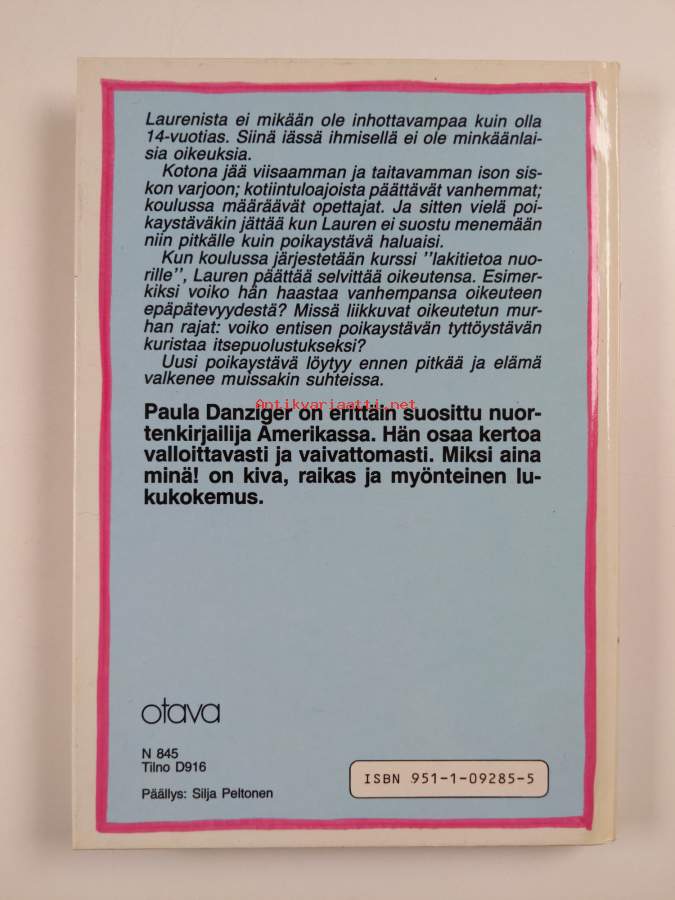 Laurenista ei mikään ole inhottavampaa kuin olla
14-vuotias. Siinä iässä ihmisellä ei ole minkäänlai-
sia oikeuksia.
Kotona jää viisaamman ja taitavamman ison sis-
kon varjoon; kotiintuloajoista päättävät vanhemmat;
koulussa määräävät opettajat. Ja sitten vielä poi-
kaystäväkin jättää kun Lauren ei suostu menemään
niin pitkälle kuin poikaystävä haluaisi.
Kun koulussa järjestetään kurssi "lakitietoa nuo-
rille", Lauren päättää selvittää oikeutensa. Esimer-
kiksi voiko hän haastaa vanhempansa oikeuteen
epäpätevyydestä? Missä liikkuvat oikeutetun mur-
han rajat: voiko entisen poikaystävän tyttöystävän
kuristaa itsepuolustukseksi?
Uusi poikaystävä löytyy ennen pitkää ja elämä
valkenee muissakin suhteissa.
Antikvariaatti.net
Paula Danziger on erittäin suosittu nuor-
tenkirjailija Amerikassa. Hän osaa kertoa
valloittavasti ja vaivattomasti. Miksi aina
minä! on kiva, raikas ja myönteinen lu-
kukokemus.
otava
N 845
Tilno D916
Päällys: Silja Peltonen
ISBN 951-1-09285-5